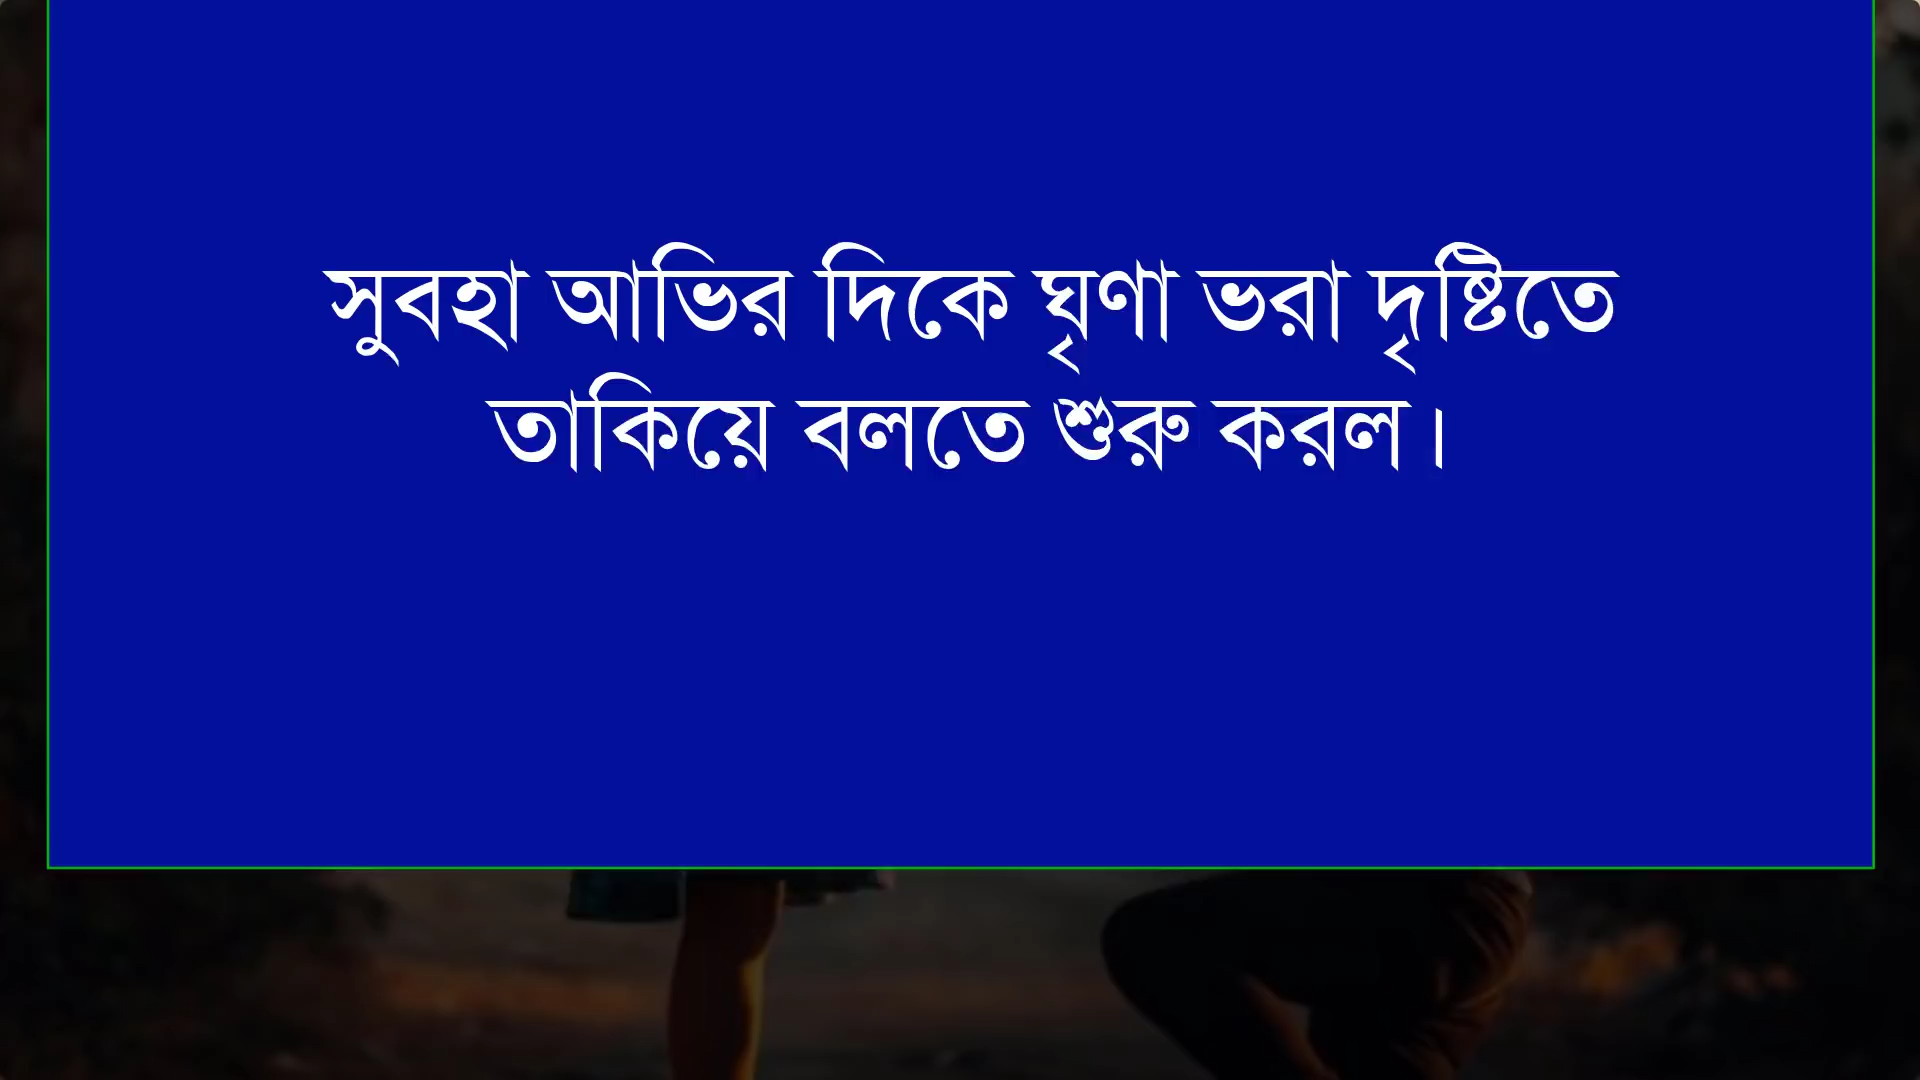 সুবহা আভির দিকে ঘৃণা ভরা দৃষ্টিতে
তাকিয়ে বলতে শুরু করল।